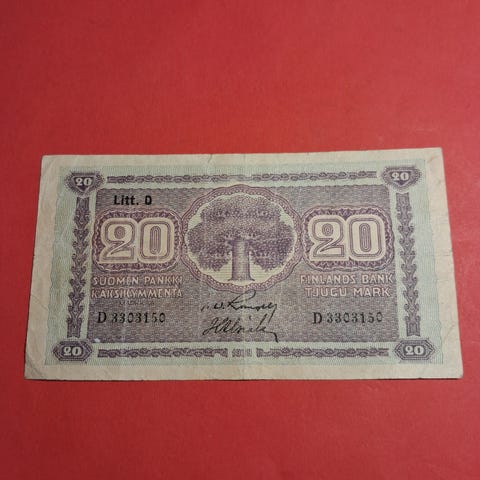 20 20
Litt. D
20 20
SUOMEN PANKKI FINLANDS BANK
KAKSIKYMMENTÄ TJUGU MARK
D 3303150 D 3303150
20 20